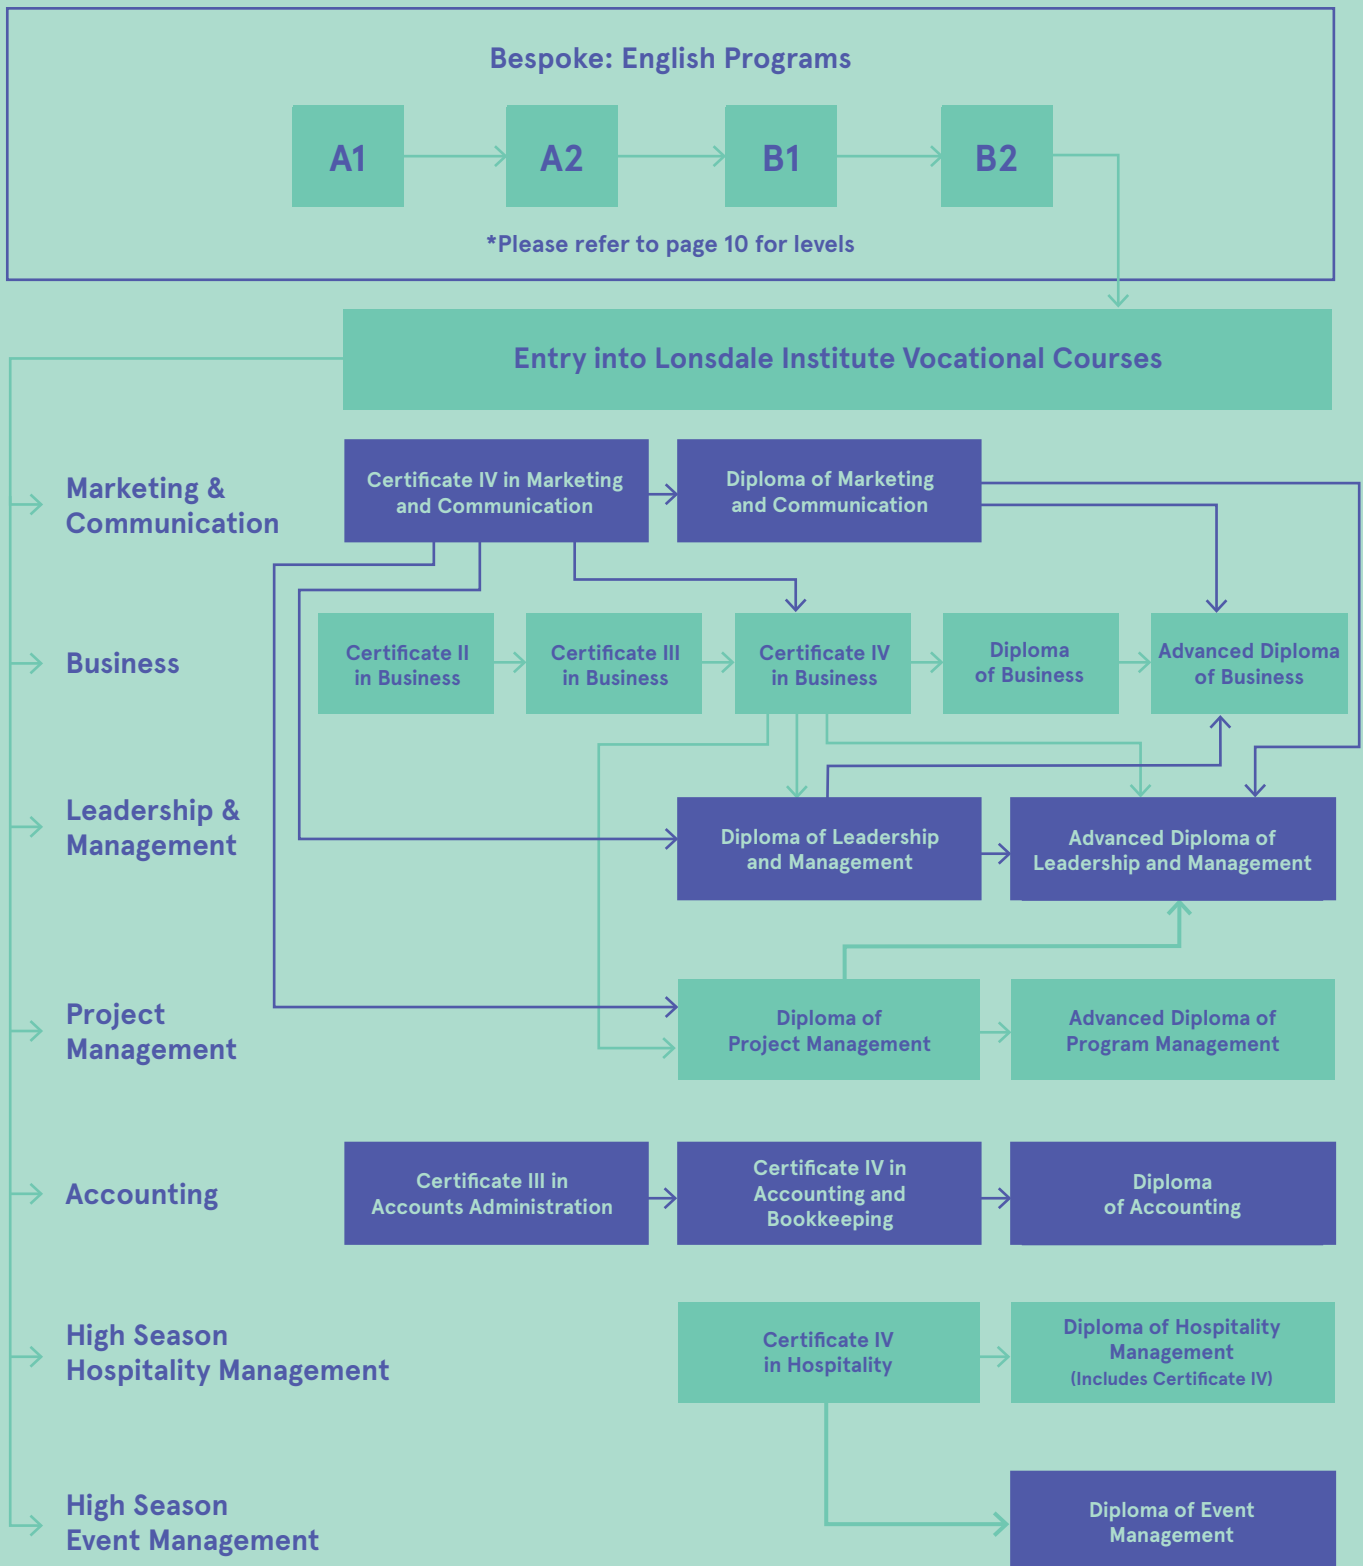 Bespoke: English Programs
A1
A2
B1
B2
*Please refer to page 10 for levels
Entry into Lonsdale Institute Vocational Courses
Marketing &
Communication
Certificate IV in Marketing
and Communication
Diploma of Marketing
and Communication
Business
Certificate II
in Business
Certificate III
in Business
Certificate IV
in Business
Diploma
of Business
Advanced Diploma
of Business
Leadership &
Management
Diploma of Leadership
and Management
Advanced Diploma of
Leadership and Management
Project
Management
Diploma of
Project Management
Advanced Diploma of
Program Management
Accounting
Certificate III in
Accounts Administration
Certificate IV in
Accounting and
Bookkeeping
Diploma
of Accounting
High Season
Hospitality Management
Certificate IV
in Hospitality
Diploma of Hospitality
Management
(Includes Certificate IV)
High Season
Event Management
Diploma of Event
Management